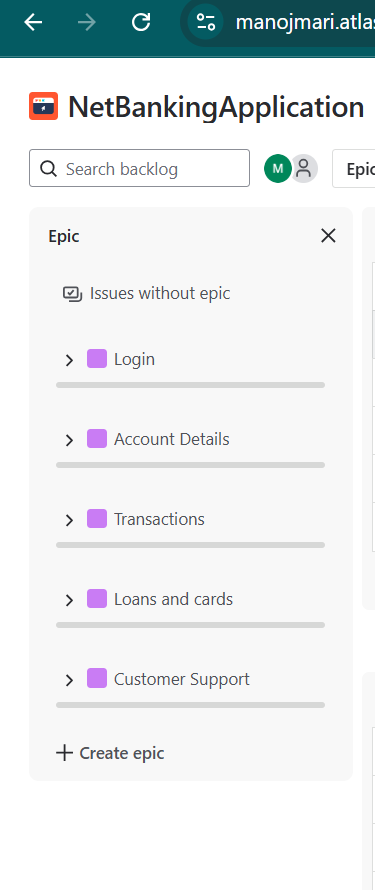 manojmari.atlas
NetBankingApplication
Search backlog
M
Epic
Epic
Issues without epic
Login
Account Details
Transactions
Loans and cards
Customer Support
Create epic